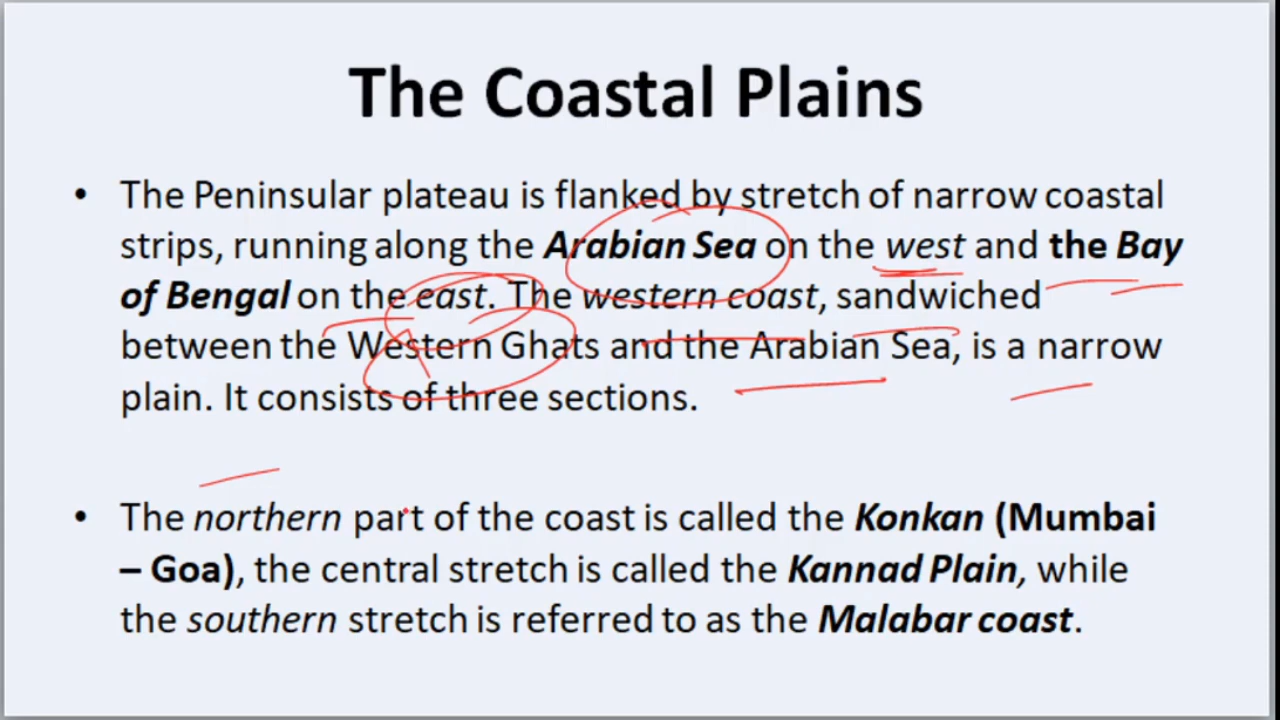 The Coastal Plains
• The Peninsular plateau is flanked by stretch of narrow coastal
strips, running along the Arabian Sea on the west and the Bay
of Bengal on the east. The western coast, sandwiched
between the Western Ghats and the Arabian Sea, is a narrow
plain. It consists of three sections.
• The northern part of the coast is called the Konkan (Mumbai
– Goa), the central stretch is called the Kannad Plain, while
the southern stretch is referred to as the Malabar coast.